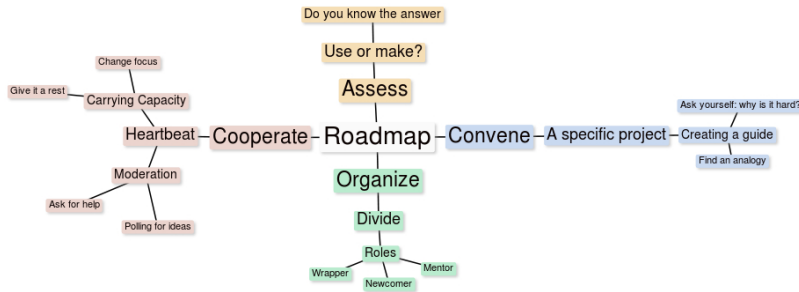 Do you know the answer
Use or make?
Change focus
Give it a rest
Assess
Carrying Capacity
Ask yourself: why is it hard?
Heartbeat
Cooperate
Roadmap
Convene
A specific project
Creating a guide
Find an analogy
Moderation
Organize
Ask for help
Divide
Polling for ideas
Roles
Wrapper
Mentor
Newcomer